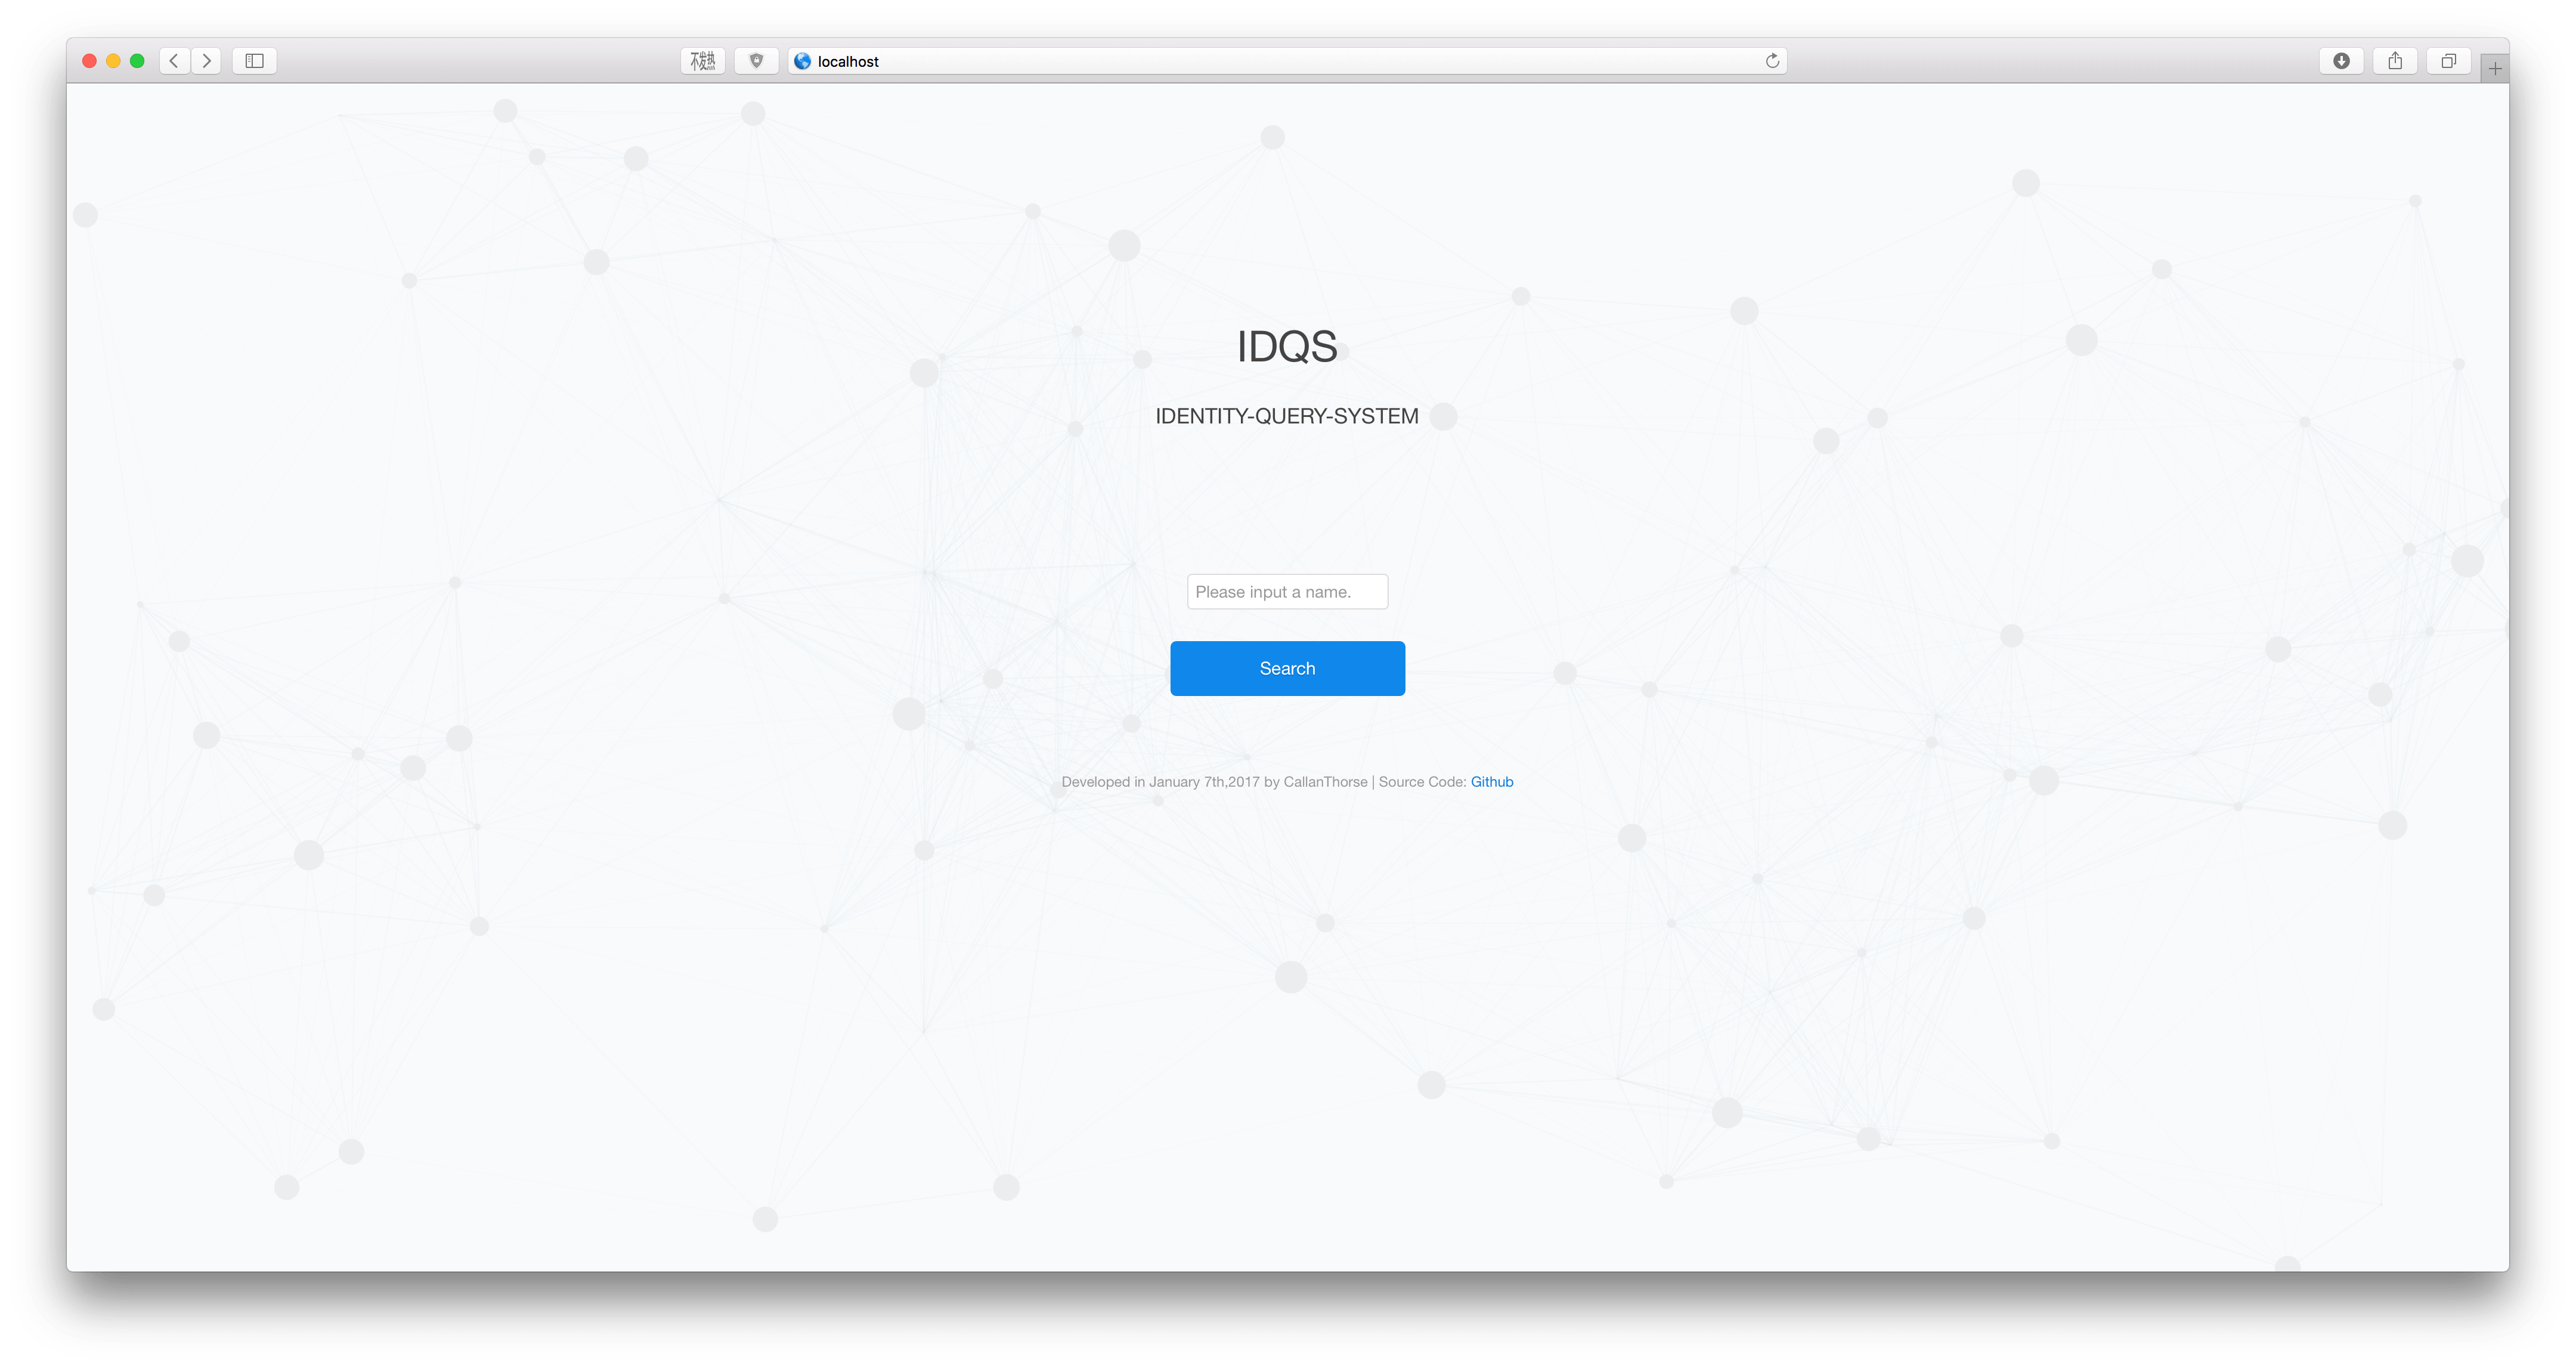 localhost
IDQS
IDENTITY-QUERY-SYSTEM
Please input a name.
Search
Developed in January 7th,2017 by CallanThorse | Source Code: Github